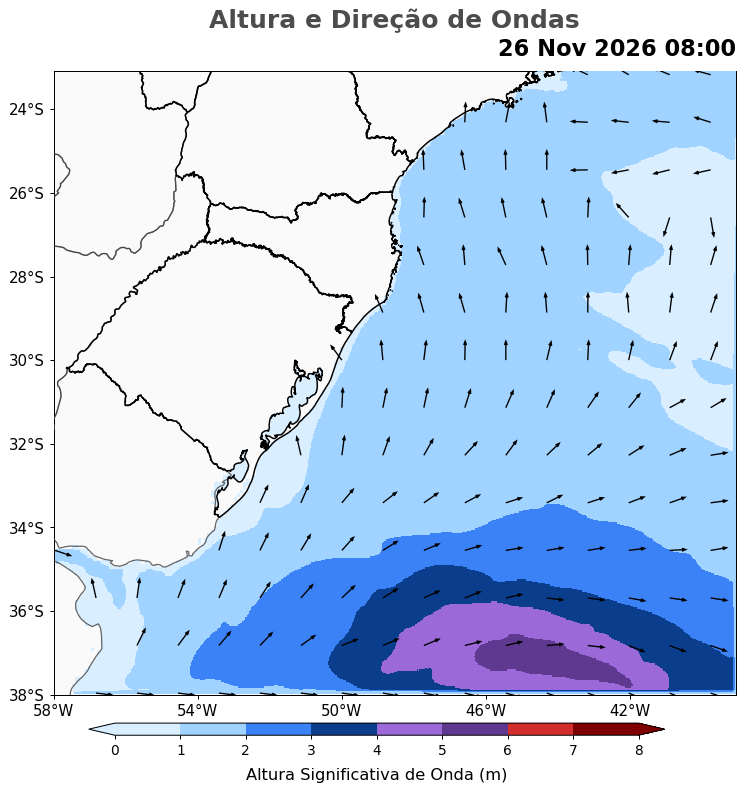 Altura e Direção de Ondas
26 Nov 2026 08:00
24°S
26°S
28°S
30°S
32°S
34°S
36°S
38°S
58°W 54°W 50°W 46°W 42°W
0 1 2 3 4 5 6 7 8
Altura Significativa de Onda (m)